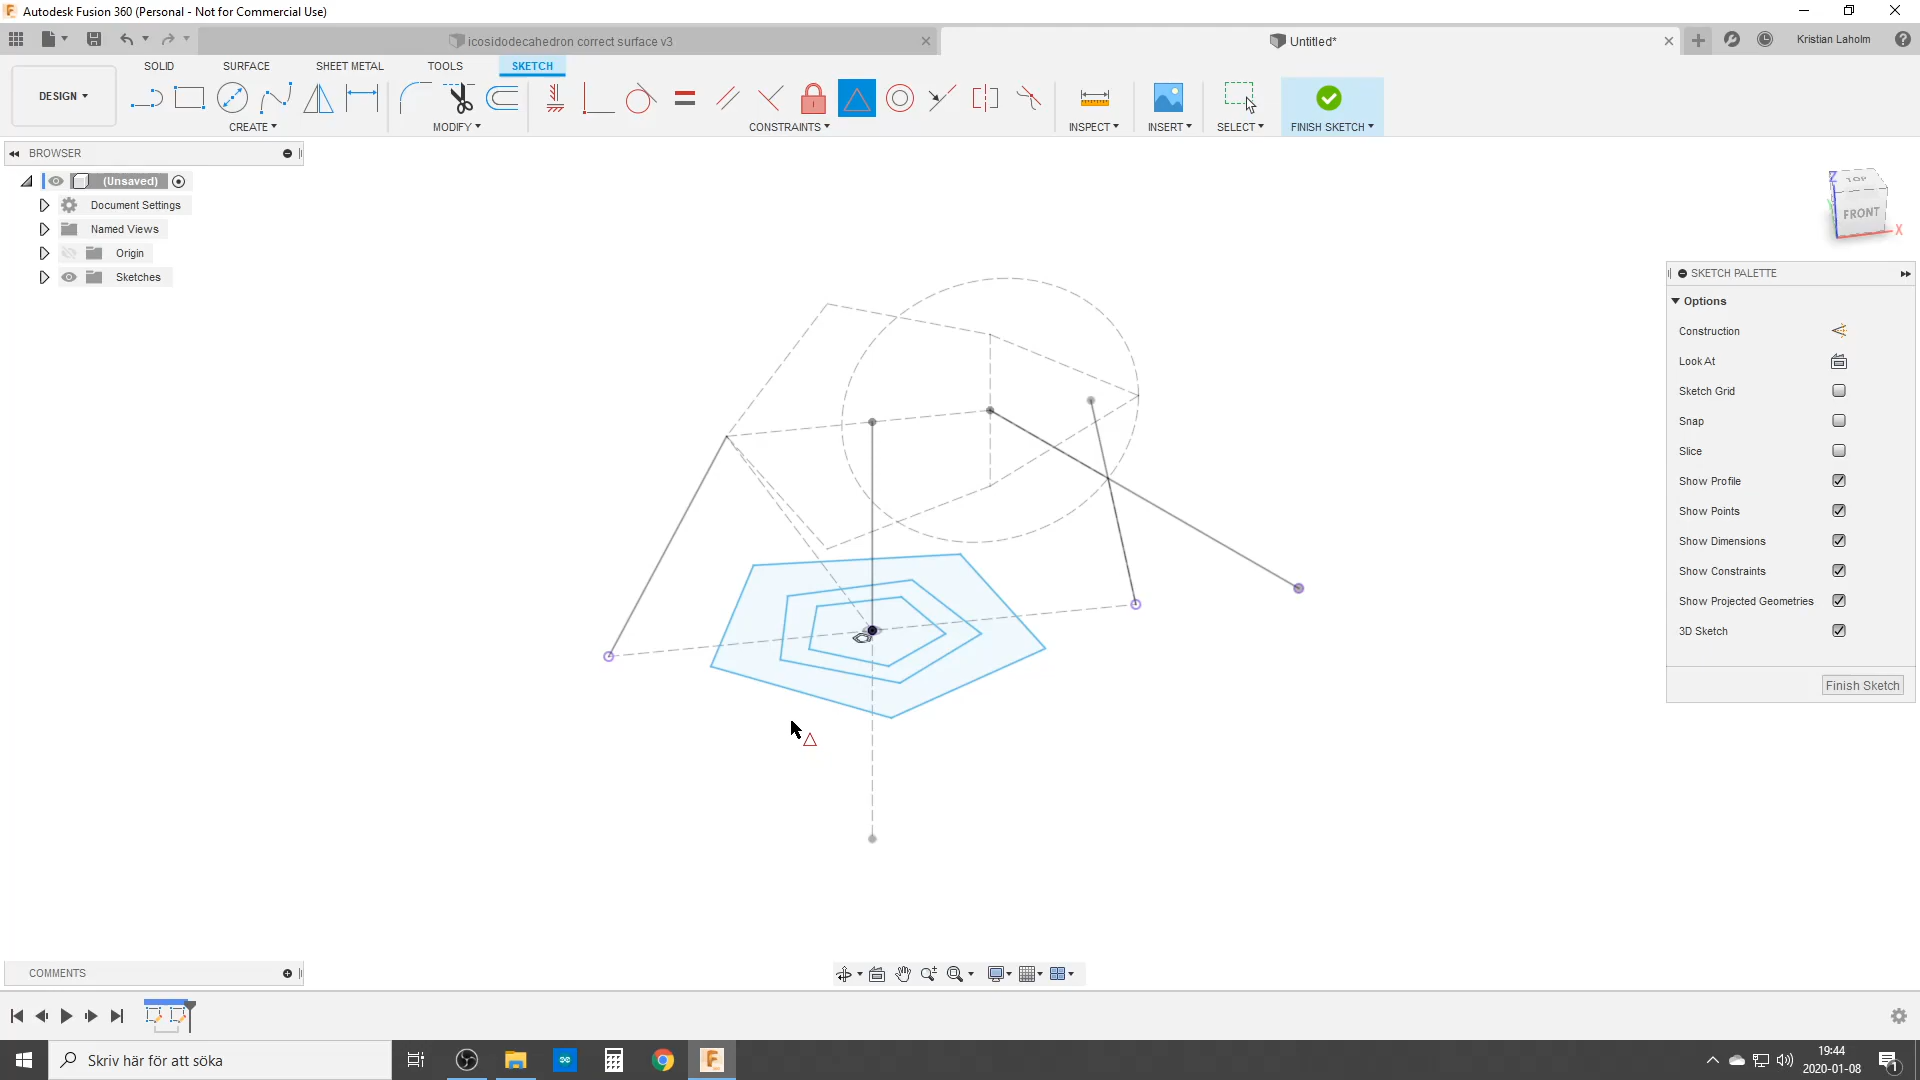 Autodesk Fusion 360 (Personal - Not for Commercial Use)
icosidodecahedron correct surface v3
Untitled*
Kristian Laholm
SOLID
SURFACE
SHEET METAL
TOOLS
SKETCH
DESIGN
CREATE
MODIFY
CONSTRAINTS
INSPECT
INSERT
SELECT
FINISH SKETCH
BROWSER
(Unsaved)
Document Settings
Named Views
Origin
Sketches
Z
TOP
FRONT
X
SKETCH PALETTE
Options
Construction
Look At
Sketch Grid
Snap
Slice
Show Profile
Show Points
Show Dimensions
Show Constraints
Show Projected Geometries
3D Sketch
Finish Sketch
COMMENTS
Skriv här för att söka
19:44
2020-01-08
1